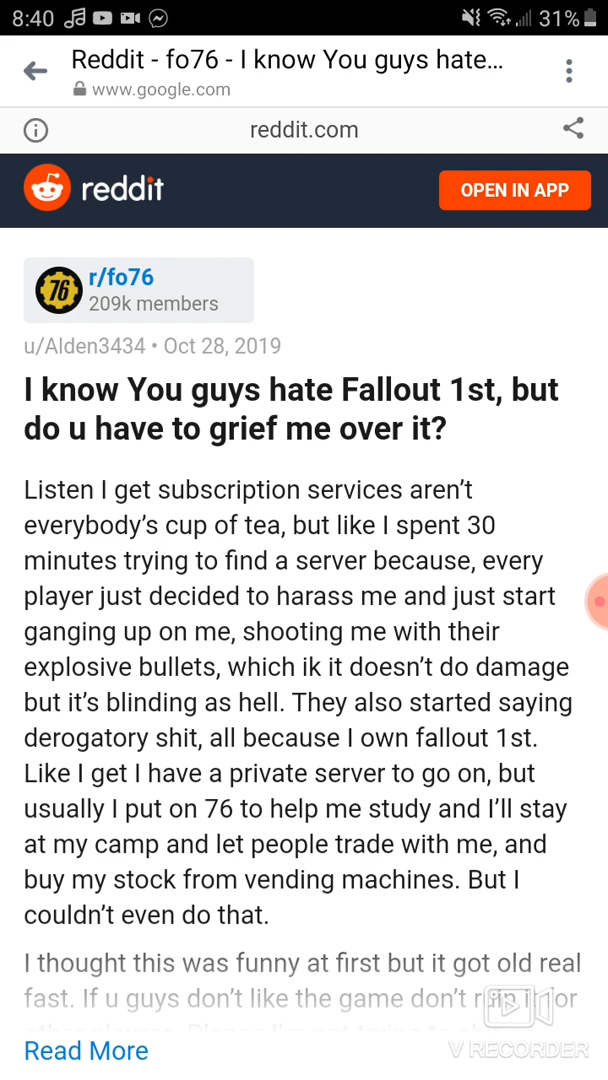 8:40 31%
Reddit - fo76 - I know You guys hate...
www.google.com
reddit.com
reddit OPEN IN APP
76 r/fo76
209k members
u/Alden3434 • Oct 28, 2019
I know You guys hate Fallout 1st, but
do u have to grief me over it?
Listen I get subscription services aren't
everybody's cup of tea, but like I spent 30
minutes trying to find a server because, every
player just decided to harass me and just start
ganging up on me, shooting me with their
explosive bullets, which ik it doesn't do damage
but it's blinding as hell. They also started saying
derogatory shit, all because I own fallout 1st.
Like I get I have a private server to go on, but
usually I put on 76 to help me study and I'll stay
at my camp and let people trade with me, and
buy my stock from vending machines. But I
couldn't even do that.
I thought this was funny at first but it got old real
fast. If u guys don't like the game don't ruin it for
Read More
V RECORDER